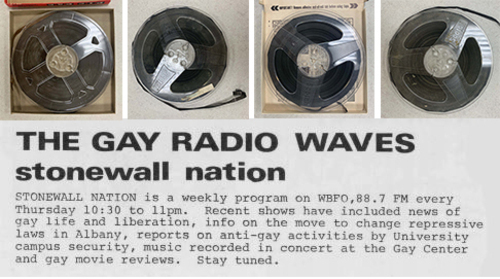 THE GAY RADIO WAVES
stonewall nation
STONEWALL NATION is a weekly program on WBFO,88.7 FM every
Thursday 10:30 to 11pm.  Recent shows have included news of
gay life and liberation, info on the move to change repressive
laws in Albany, reports on anti-gay activities by University
campus security, music recorded in concert at the Gay Center
and gay movie reviews.  Stay tuned.